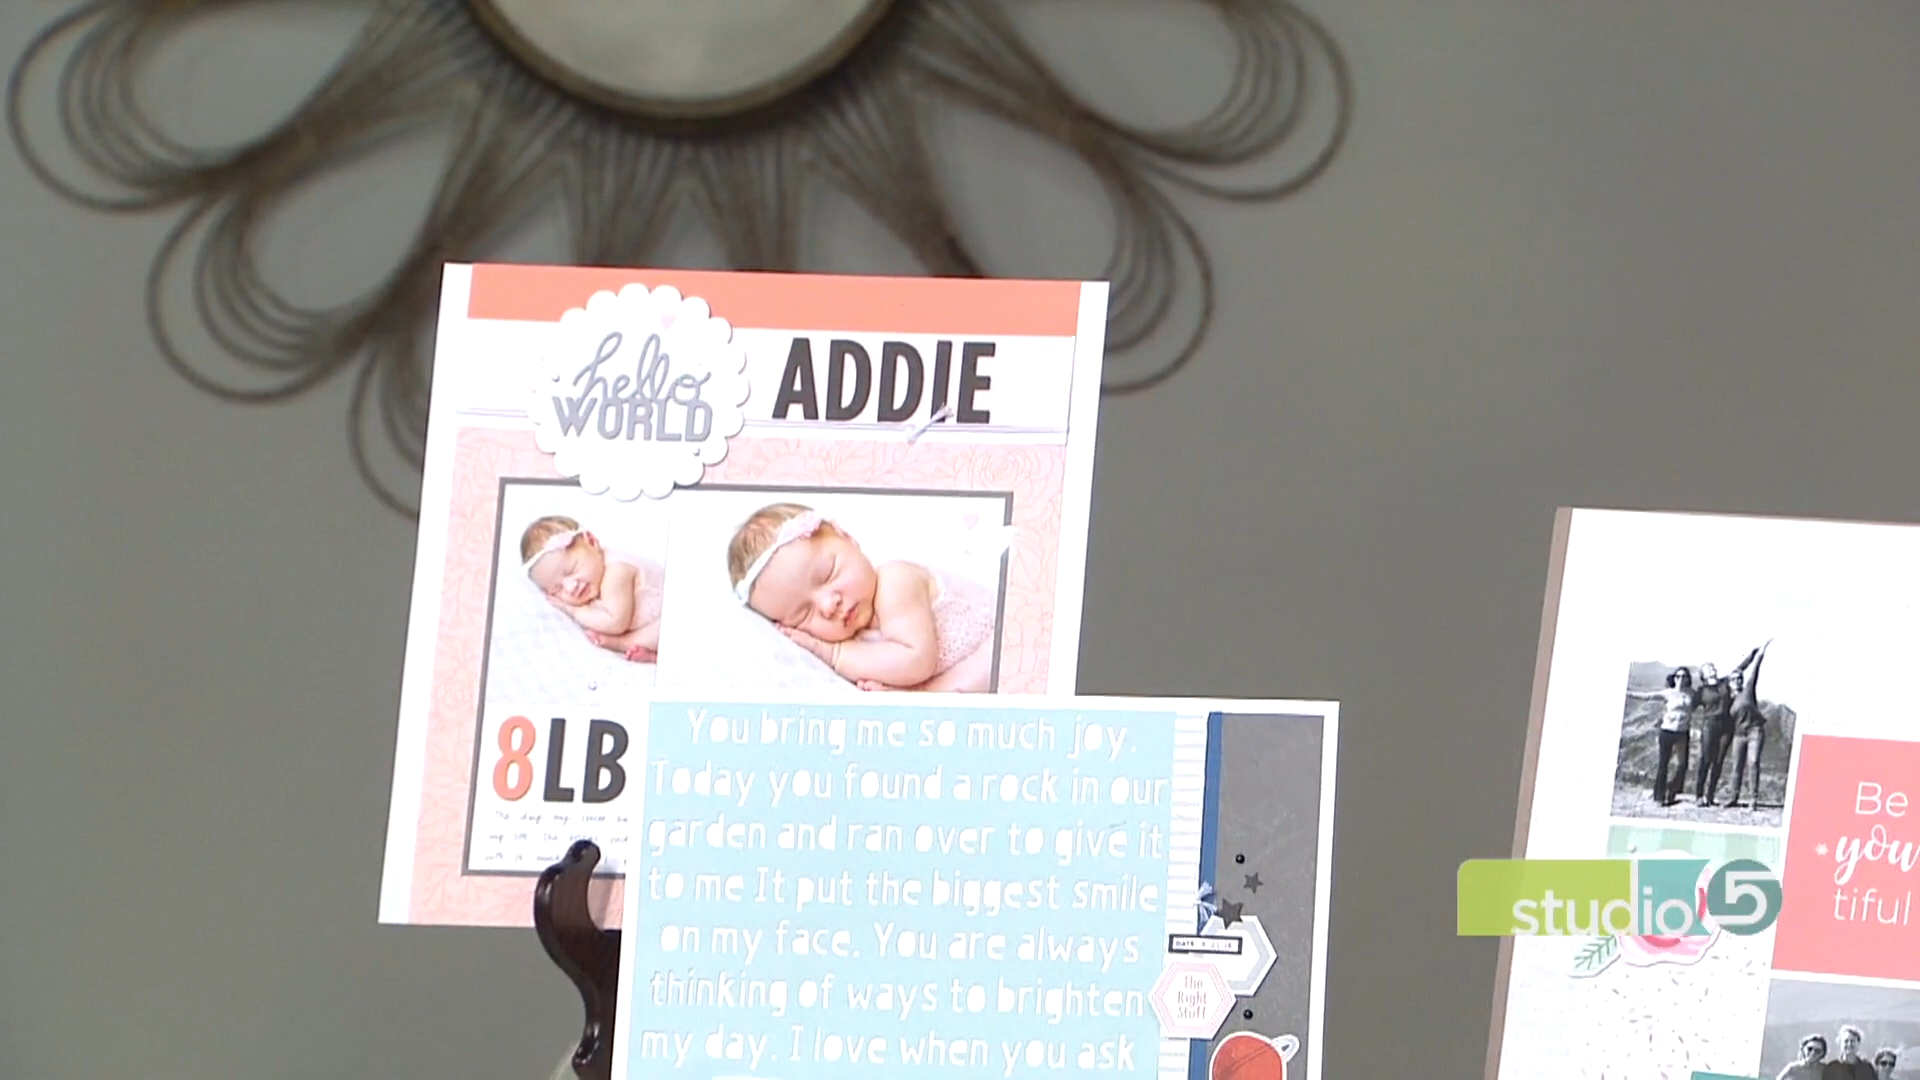 hello
WORLD
ADDIE
8LB
You bring me so much joy.
Today you found a rock in our
garden and ran over to give it
to me It put the biggest smile
on my face. You are always
thinking of ways to brighten
my day. I love when you ask
DATE:
The
Right
Stuff
Be
you
tiful
studio 5